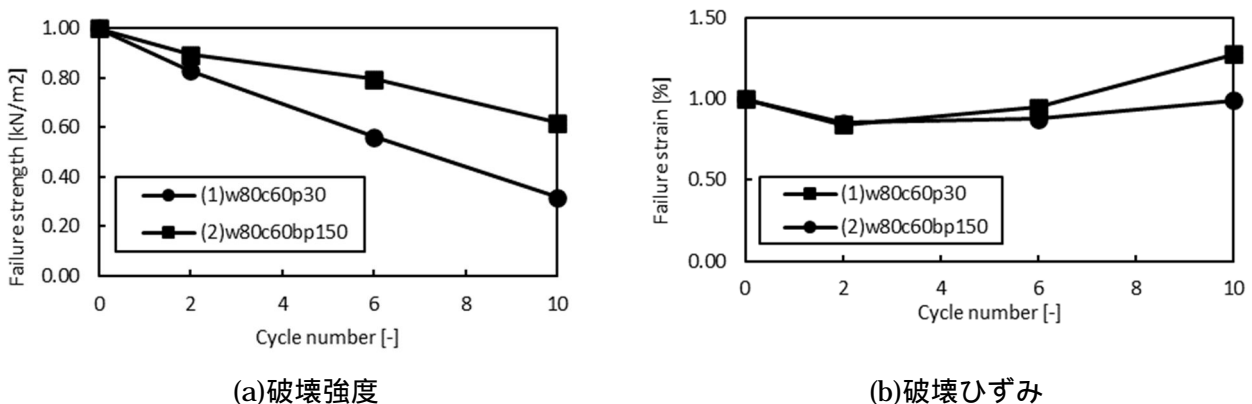 Failure strength [kN/m2]
1.00
0.80
0.60
0.40
0.20
0.00
(1)w80c60p30
(2)w80c60bp150
0 2 4 6 8 10
Cycle number [-]
(a)破壊強度
Failure strain [%]
1.50
1.00
0.50
0.00
(1)w80c60p30
(2)w80c60bp150
0 2 4 6 8 10
Cycle number [-]
(b)破壊ひずみ